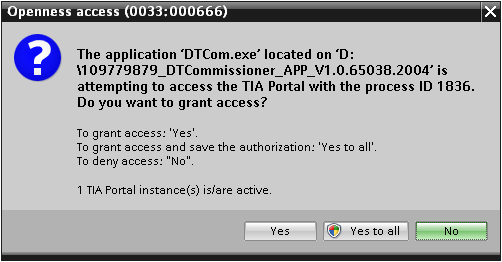 Openness access (0033:000666)
The application 'DTCom.exe' located on 'D:
\109779879_DTCommissioner_APP_V1.0.65038.2004' is
attempting to access the TIA Portal with the process ID 1836.
Do you want to grant access?
To grant access: 'Yes'.
To grant access and save the authorization: 'Yes to all'.
To deny access: "No".
1 TIA Portal instance(s) is/are active.
Yes
Yes to all
No